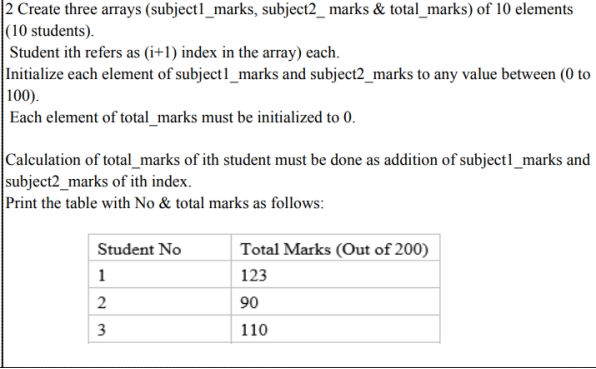 2 Create three arrays (subject1_marks, subject2_ marks & total_marks) of 10 elements
(10 students).
Student ith refers as (i+1) index in the array) each.
Initialize each element of subject1_marks and subject2_marks to any value between (0 to
100).
Each element of total_marks must be initialized to 0.
Calculation of total_marks of ith student must be done as addition of subject1_marks and
subject2_marks of ith index.
Print the table with No & total marks as follows:
Student No Total Marks (Out of 200)
1 123
2 90
3 110